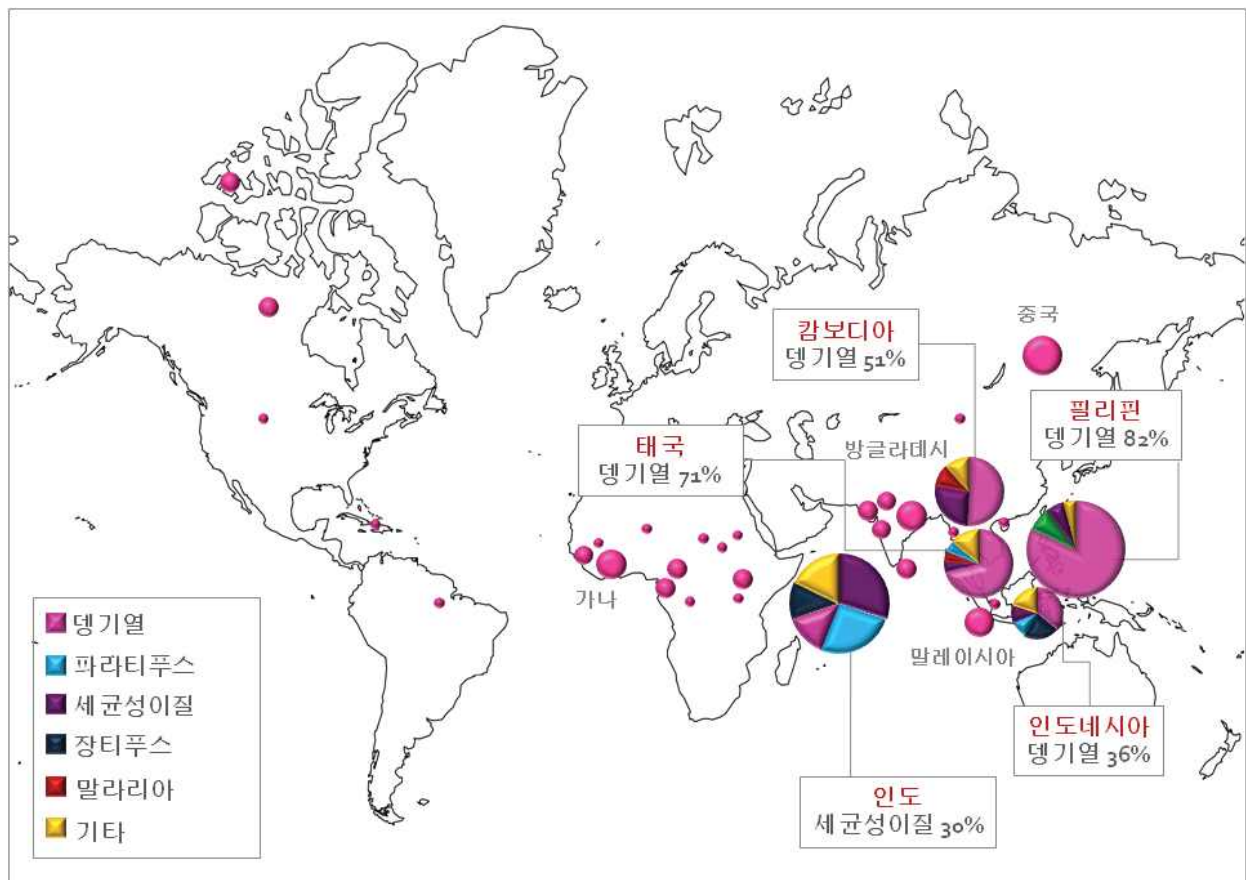 중국
캄보디아
뎅기열 51%
필리핀
뎅기열 82%
태국
뎅기열 71%
방글라데시
가나
말레이시아
인도네시아
뎅기열 36%
인도
세균성이질 30%
뎅기열
파라티푸스
세균성이질
장티푸스
말라리아
기타